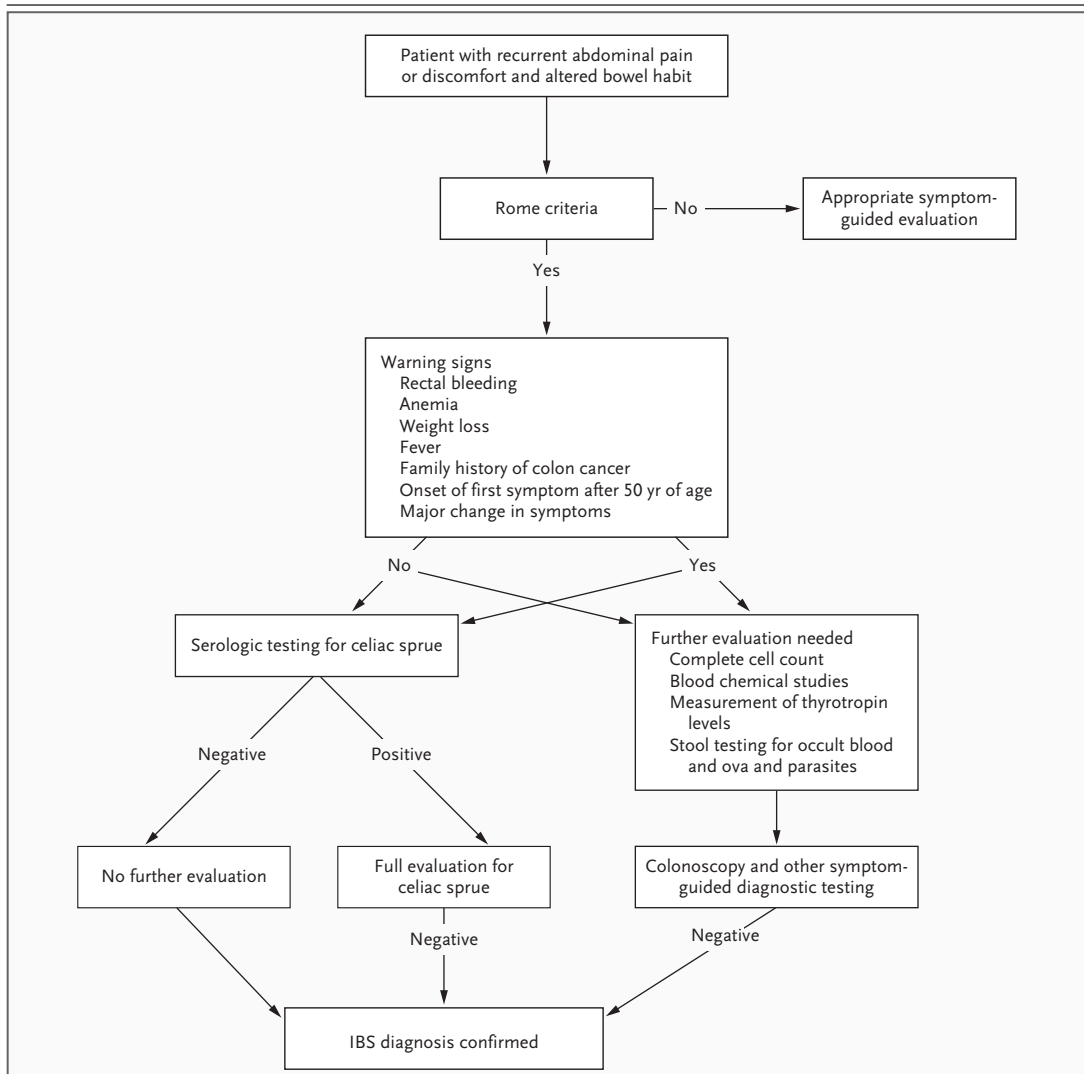 Patient with recurrent abdominal pain
or discomfort and altered bowel habit
Rome criteria
No
Appropriate symptom-
guided evaluation
Yes
Warning signs
Rectal bleeding
Anemia
Weight loss
Fever
Family history of colon cancer
Onset of first symptom after 50 yr of age
Major change in symptoms
No
Yes
Serologic testing for celiac sprue
Further evaluation needed
Complete cell count
Blood chemical studies
Measurement of thyrotropin
levels
Stool testing for occult blood
and ova and parasites
Negative
Positive
No further evaluation
Full evaluation for
celiac sprue
Colonoscopy and other symptom-
guided diagnostic testing
Negative
Negative
IBS diagnosis confirmed